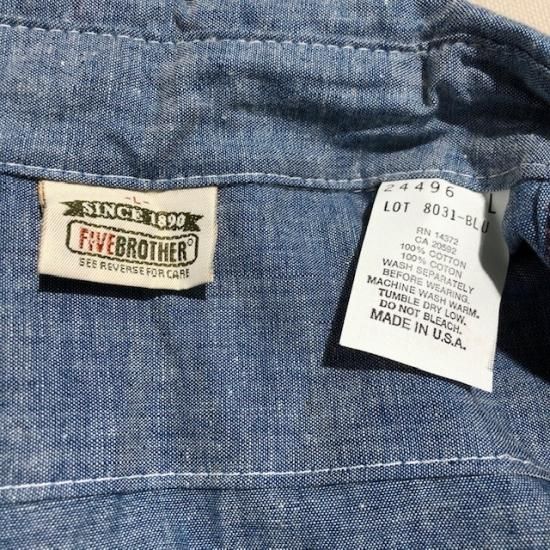 -L-
SINCE 1890
FIVEBROTHER®
SEE REVERSE FOR CARE
24496 L
LOT 8031-BLU
RN 14372
CA 20592
100% COTTON
100% COTTON
WASH SEPARATELY
BEFORE WEARING.
MACHINE WASH WARM.
TUMBLE DRY LOW.
DO NOT BLEACH.
MADE IN U.S.A.